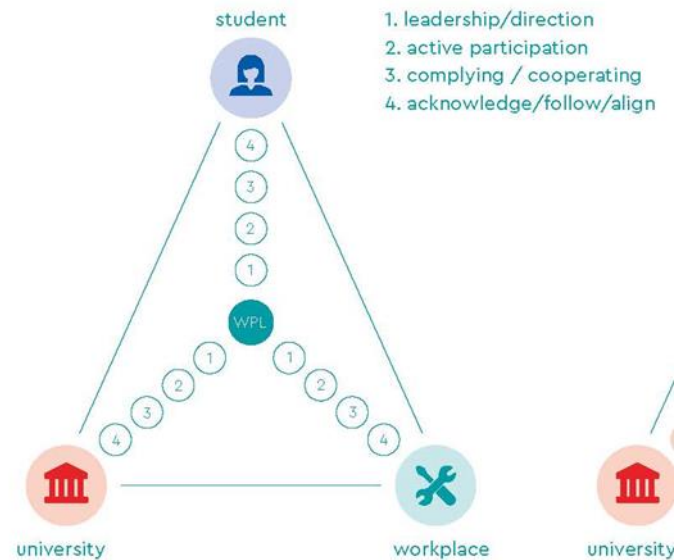 student
1. leadership/direction
2. active participation
3. complying / cooperating
4. acknowledge/follow/align
4
3
2
1
WPL
1
1
2
2
3
3
4
4
university
workplace
university